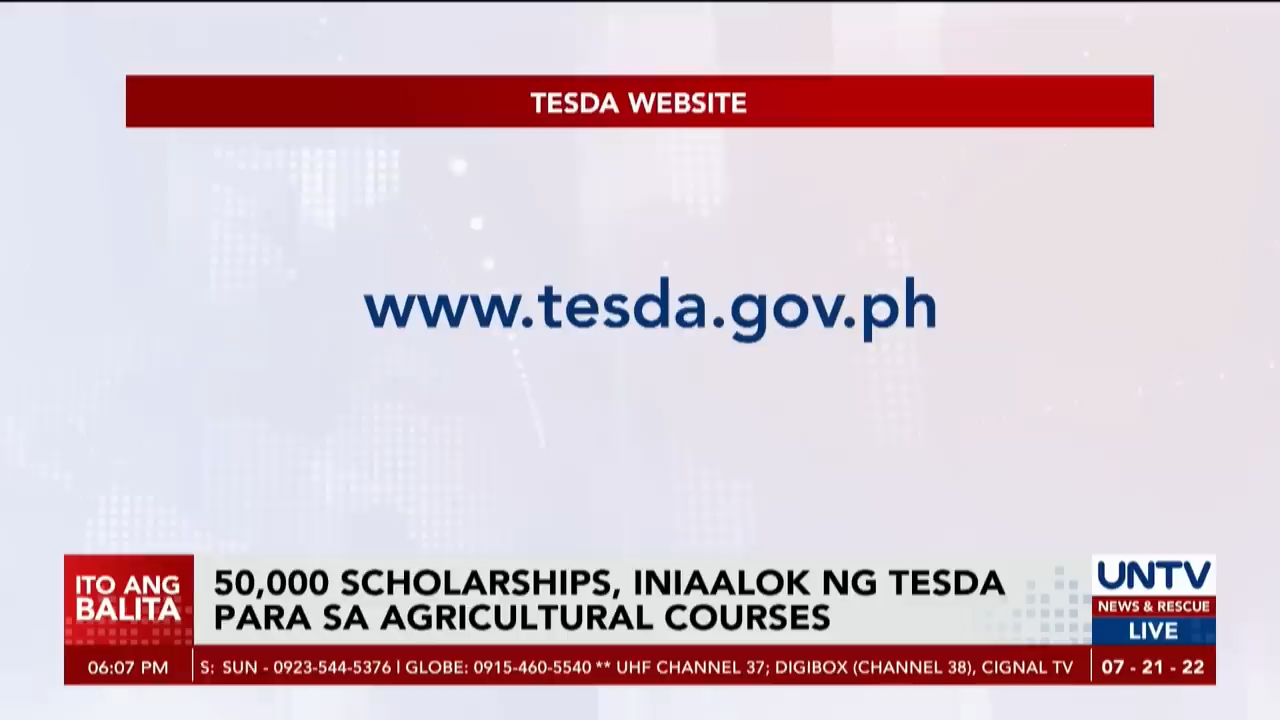 TESDA WEBSITE
www.tesda.gov.ph
ITO ANG
BALITA
50,000 SCHOLARSHIPS, INIAALOK NG TESDA
PARA SA AGRICULTURAL COURSES
UNTV
NEWS & RESCUE
LIVE
06:07 PM
S: SUN - 0923-544-5376 | GLOBE: 0915-460-5540 ** UHF CHANNEL 37; DIGIBOX (CHANNEL 38), CIGNAL TV
07 - 21 - 22